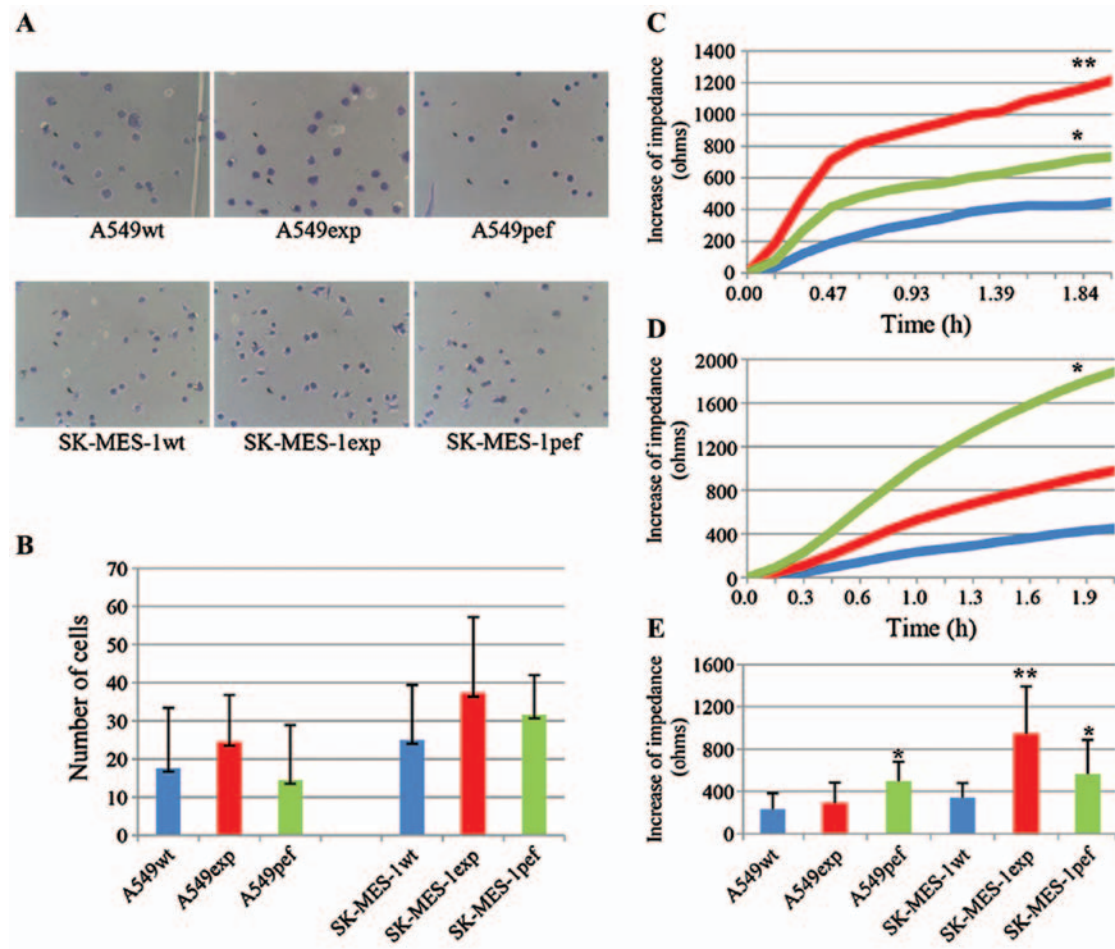 A
A549wt A549exp A549pef
SK-MES-1wt SK-MES-1exp SK-MES-1pef
B
Number of cells
70
60
50
40
30
20
10
0
A549wt
A549exp
A549pef
SK-MES-1wt
SK-MES-1exp
SK-MES-1pef
C
Increase of impedance
(ohms)
1400
1200
1000
800
600
400
200
0
**
*
0.00 0.47 0.93 1.39 1.84
Time (h)
D
Increase of impedance
(ohms)
2000
1600
1200
800
400
0
*
0.0 0.3 0.6 1.0 1.3 1.6 1.9
Time (h)
E
Increase of impedance
(ohms)
1600
1200
800
400
0
*
**
*
A549wt
A549exp
A549pef
SK-MES-1wt
SK-MES-1exp
SK-MES-1pef